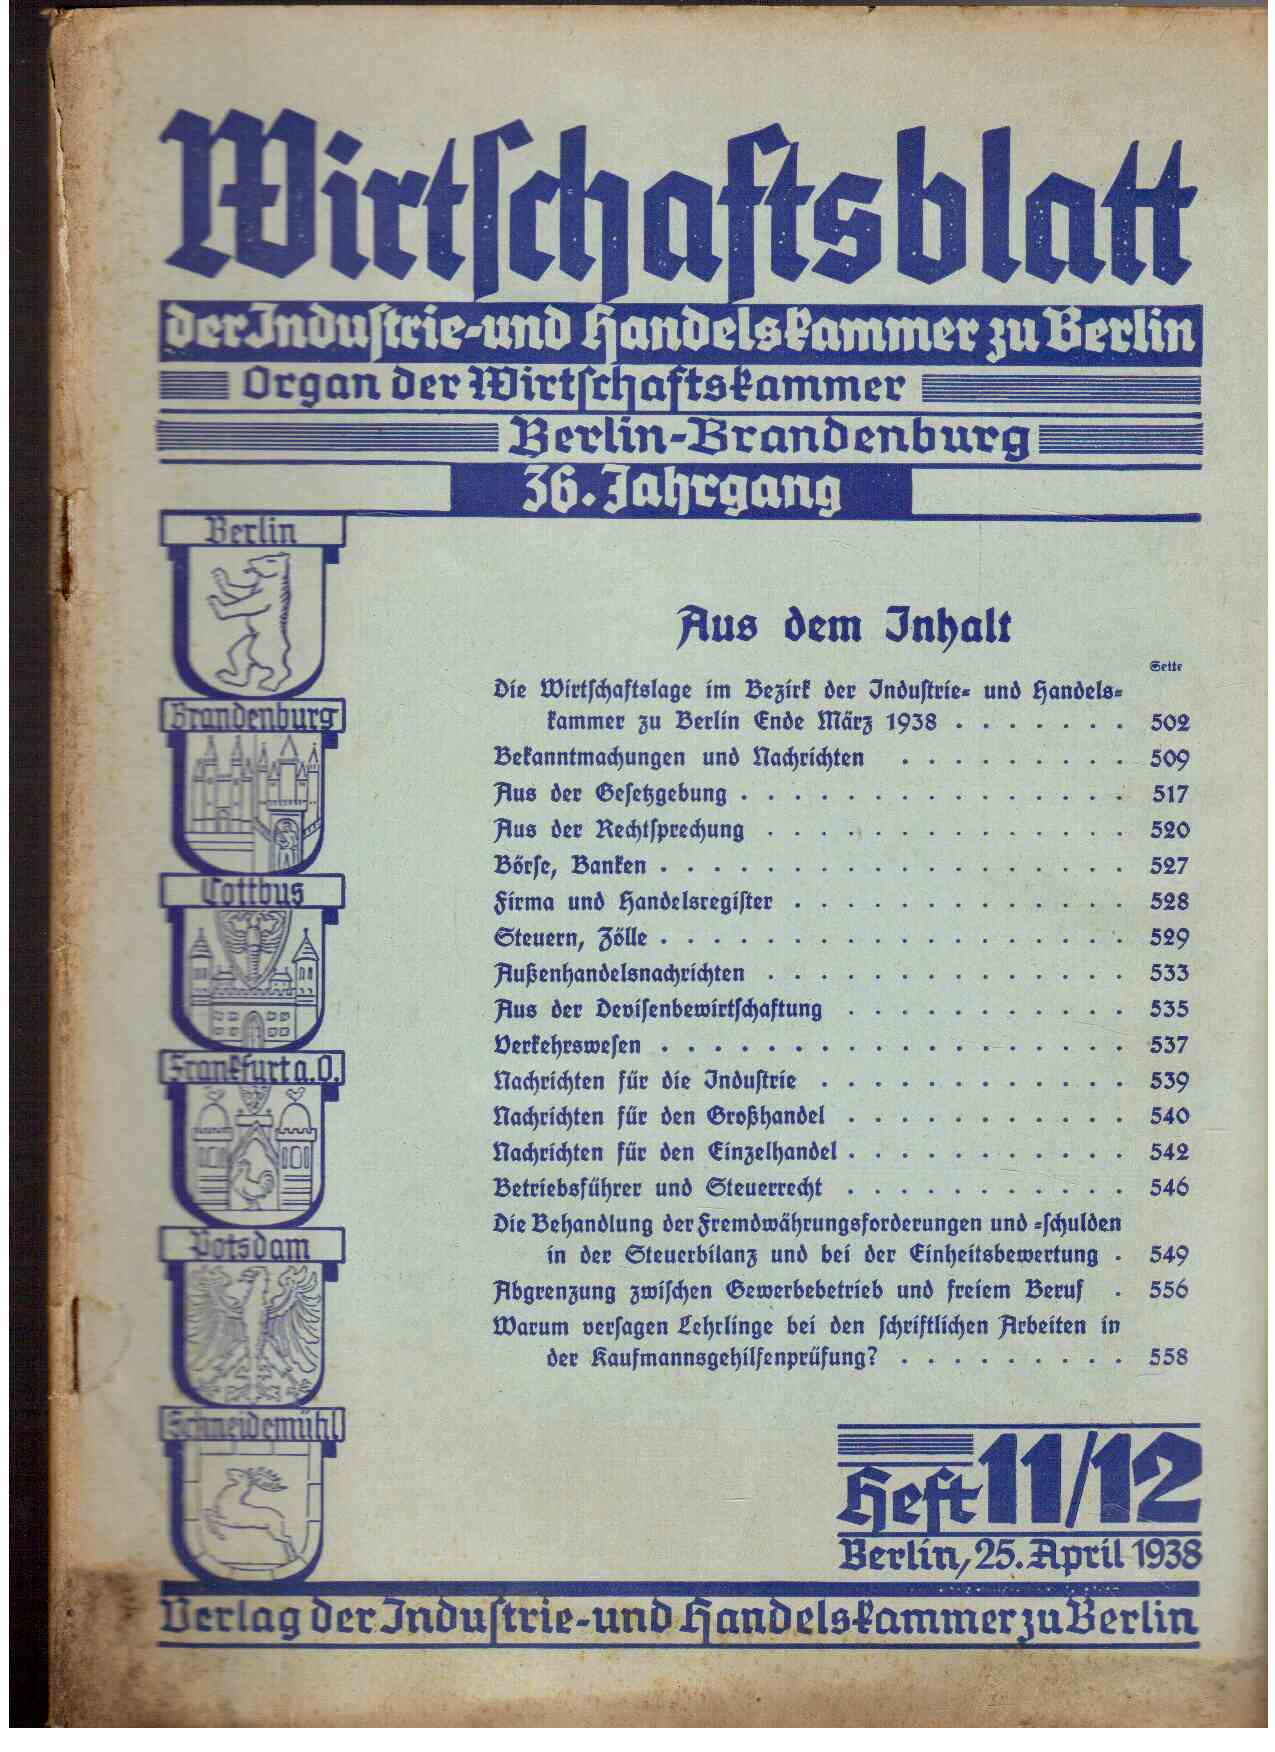 Wirtschaftsblatt
der Industrie-und Handelskammer zu Berlin
Organ der Wirtschaftskammer
Berlin-Brandenburg
36. Jahrgang
Berlin
Brandenburg
Cottbus
Frankfurt a.O.
Potsdam
Schneidemühl
Aus dem Inhalt
Seite
Die Wirtschaftslage im Bezirk der Industrie- und Handels-
kammer zu Berlin Ende März 1938 . . . . . . . 502
Bekanntmachungen und Nachrichten . . . . . . . . . 509
Aus der Gesetzgebung . . . . . . . . . . . . . . . 517
Aus der Rechtsprechung . . . . . . . . . . . . . . 520
Börse, Banken . . . . . . . . . . . . . . . . . . 527
Firma und Handelsregister . . . . . . . . . . . . . 528
Steuern, Zölle . . . . . . . . . . . . . . . . . . 529
Außenhandelsnachrichten . . . . . . . . . . . . . . 533
Aus der Devisenbewirtschaftung . . . . . . . . . . . 535
Verkehrswesen . . . . . . . . . . . . . . . . . . 537
Nachrichten für die Industrie . . . . . . . . . . . . 539
Nachrichten für den Großhandel . . . . . . . . . . . 540
Nachrichten für den Einzelhandel . . . . . . . . . . . 542
Betriebsführer und Steuerrecht . . . . . . . . . . . 546
Die Behandlung der Fremdwährungsforderungen und -schulden
in der Steuerbilanz und bei der Einheitsbewertung . 549
Abgrenzung zwischen Gewerbebetrieb und freiem Beruf . 556
Warum versagen Lehrlinge bei den schriftlichen Arbeiten in
der Kaufmannsgehilfenprüfung? . . . . . . . . . 558
Heft 11/12
Berlin, 25. April 1938
Verlag der Industrie-und Handelskammer zu Berlin